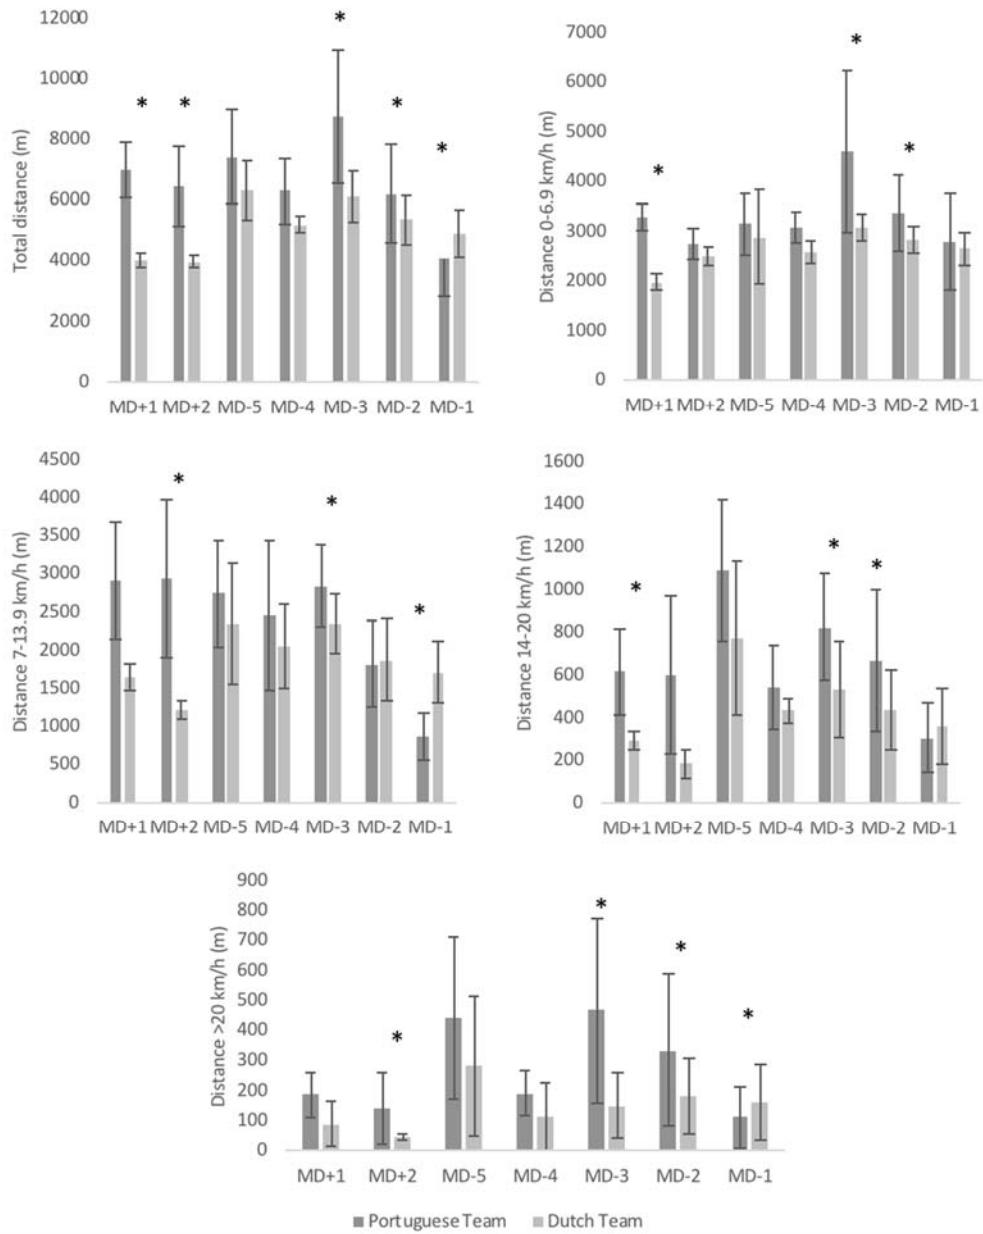 12000
10000
8000
6000
4000
2000
0
Total distance (m)
* * * * *
MD+1 MD+2 MD-5 MD-4 MD-3 MD-2 MD-1
7000
6000
5000
4000
3000
2000
1000
0
Distance 0-6.9 km/h (m)
* * *
MD+1 MD+2 MD-5 MD-4 MD-3 MD-2 MD-1
4500
4000
3500
3000
2500
2000
1500
1000
500
0
Distance 7-13.9 km/h (m)
* * *
MD+1 MD+2 MD-5 MD-4 MD-3 MD-2 MD-1
1600
1400
1200
1000
800
600
400
200
0
Distance 14-20 km/h (m)
* * *
MD+1 MD+2 MD-5 MD-4 MD-3 MD-2 MD-1
900
800
700
600
500
400
300
200
100
0
Distance >20 km/h (m)
* * * *
MD+1 MD+2 MD-5 MD-4 MD-3 MD-2 MD-1
Portuguese Team Dutch Team